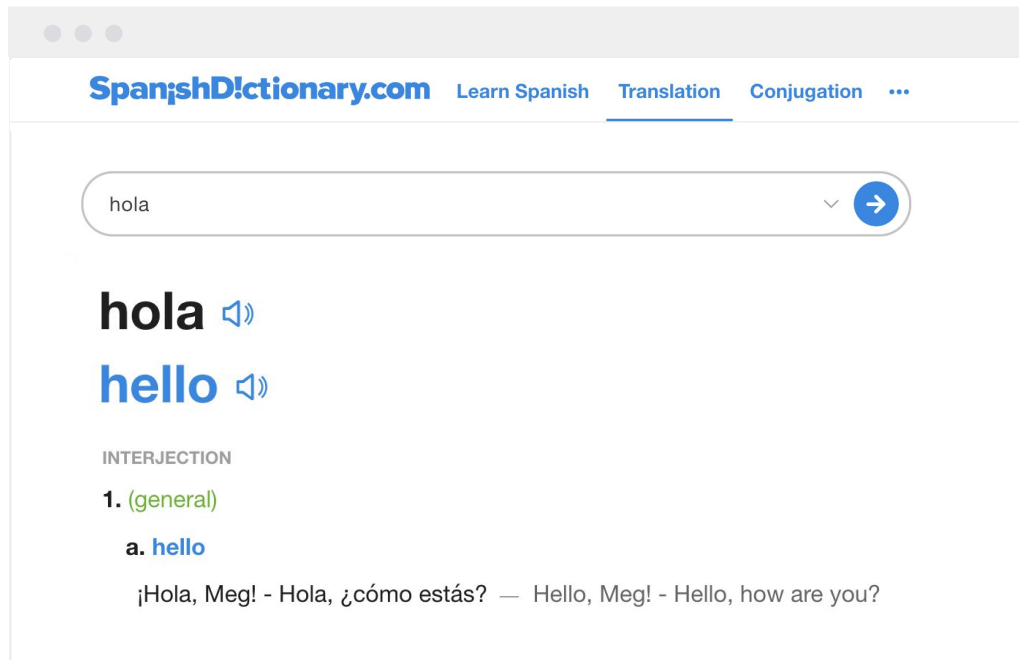 SpanishDictionary.com Learn Spanish Translation Conjugation •••
hola
hola
hello
INTERJECTION
1. (general)
a. hello
¡Hola, Meg! - Hola, ¿cómo estás? — Hello, Meg! - Hello, how are you?